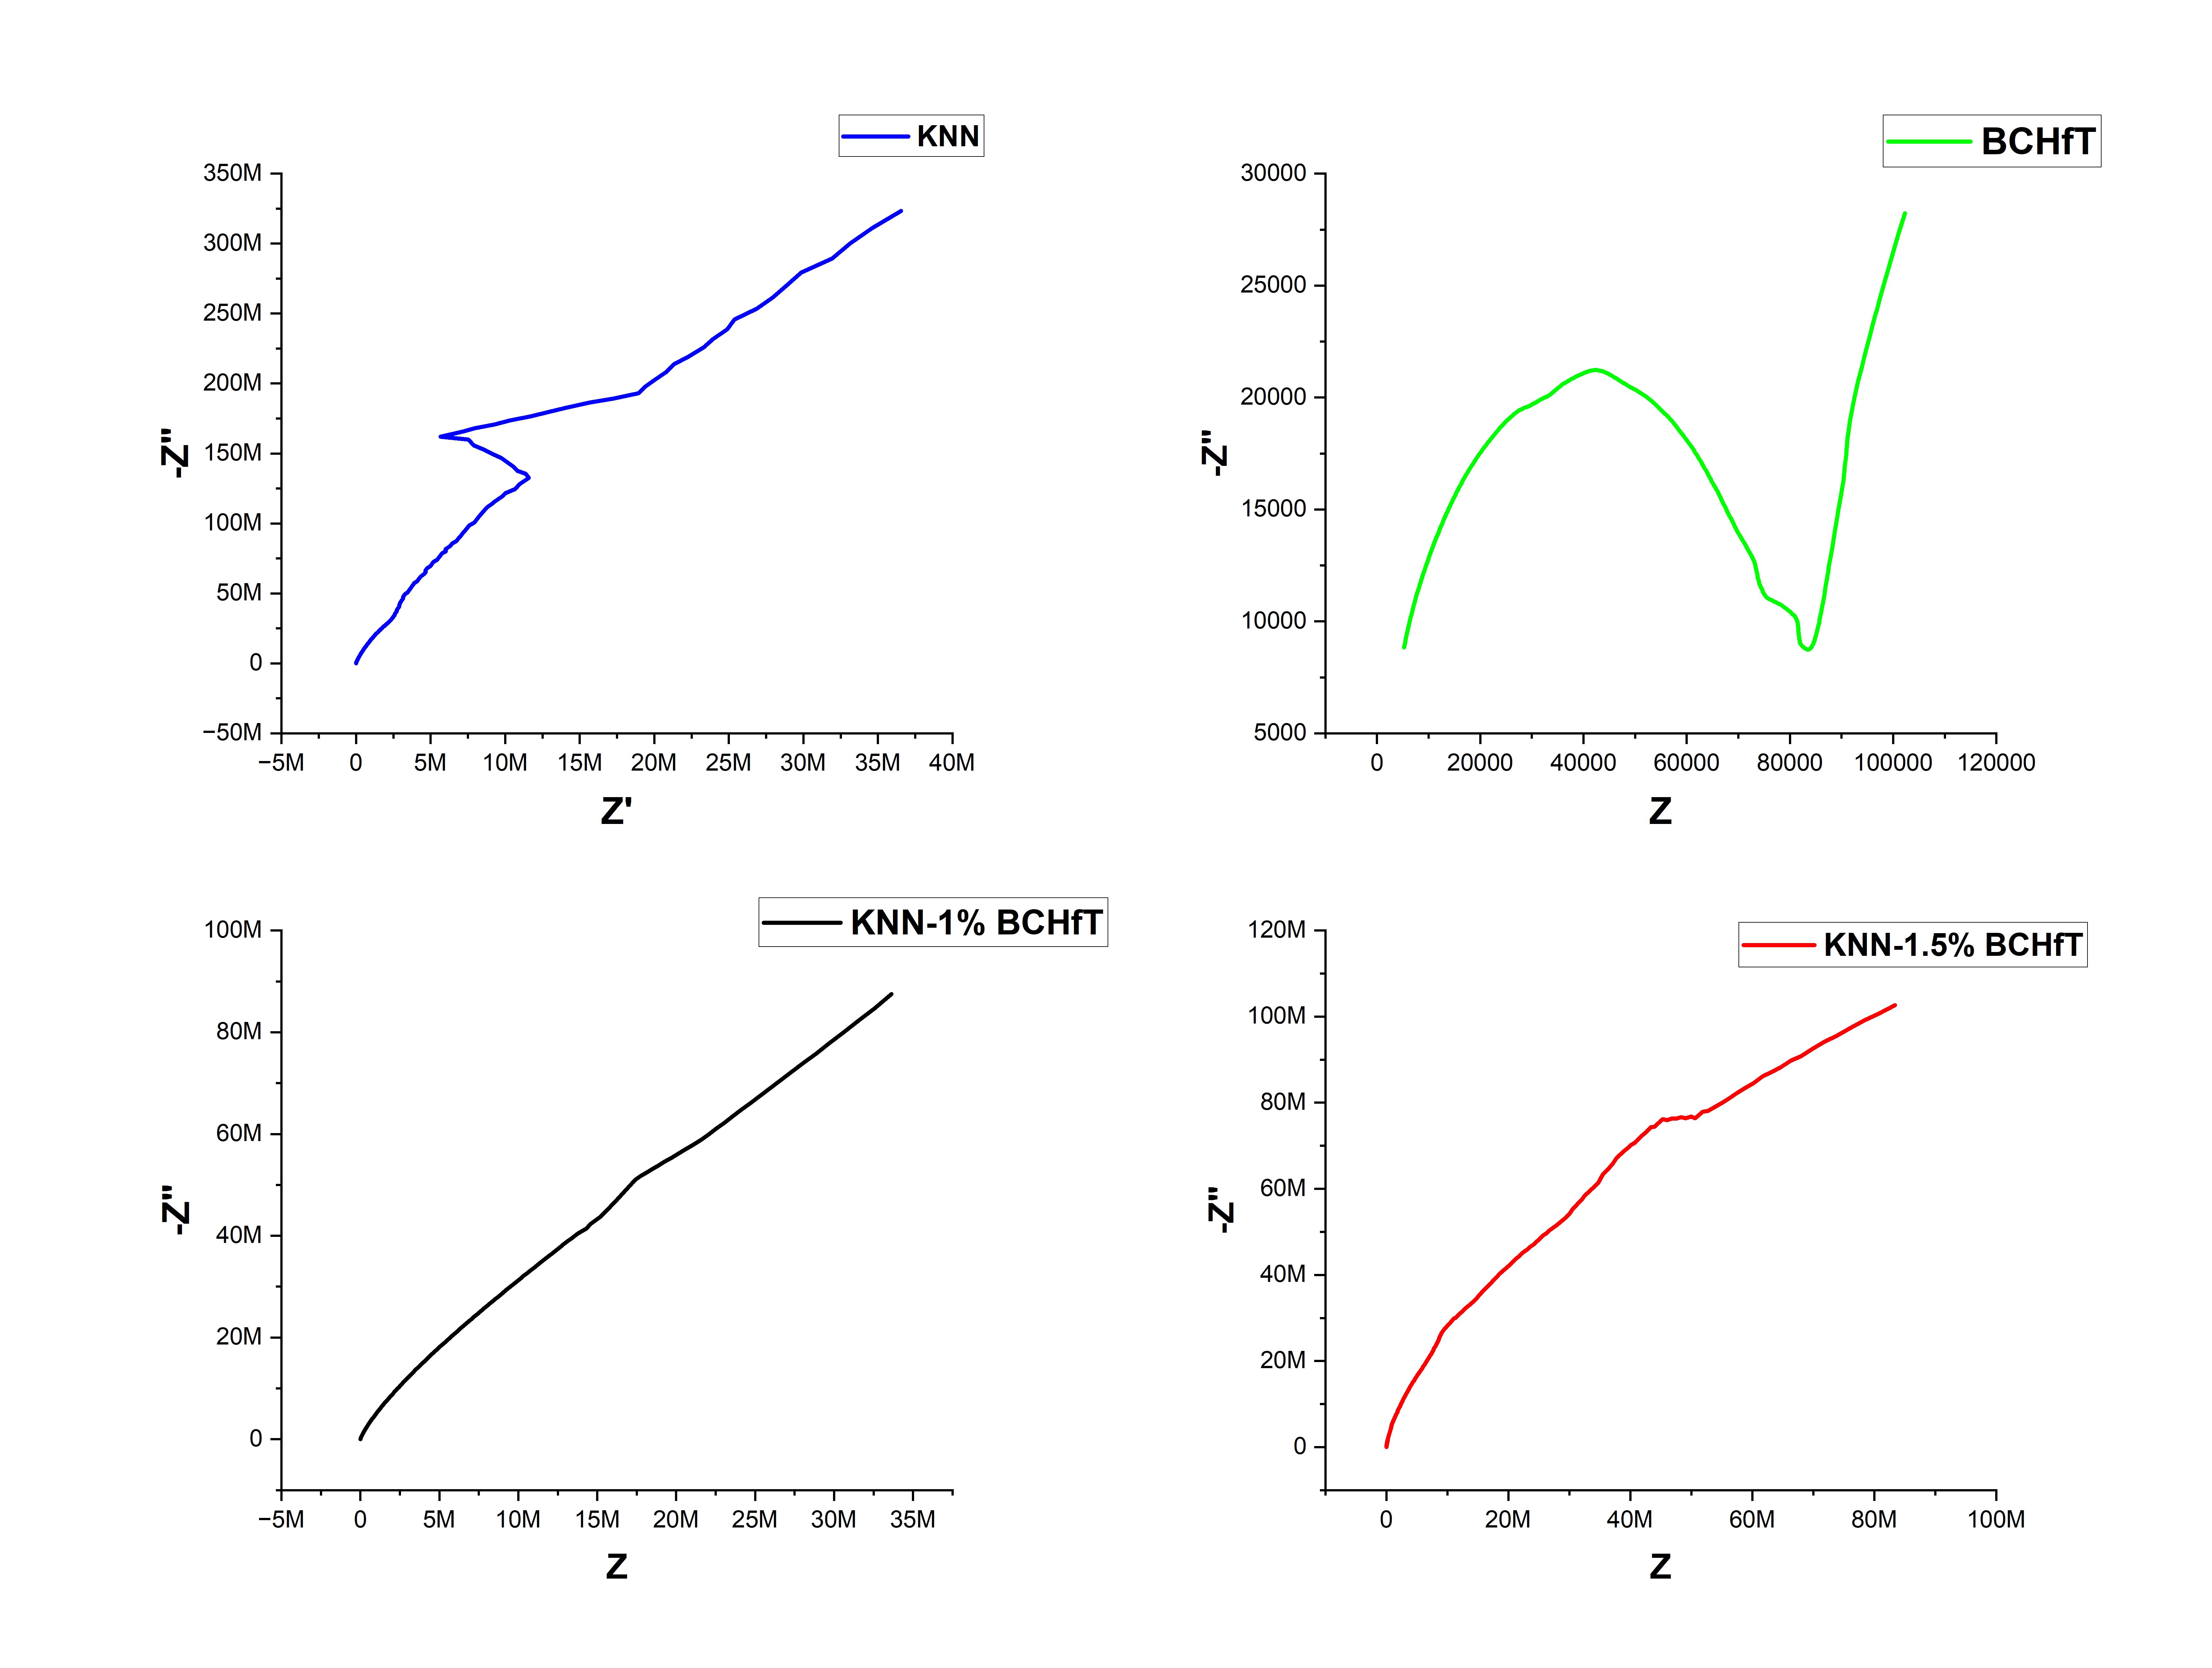 KNN
350M
300M
250M
200M
150M
100M
50M
0
−50M
−5M 0 5M 10M 15M 20M 25M 30M 35M 40M
-Z"
Z'
BCHfT
30000
25000
20000
15000
10000
5000
0 20000 40000 60000 80000 100000 120000
-Z"
Z
KNN-1% BCHfT
100M
80M
60M
40M
20M
0
−5M 0 5M 10M 15M 20M 25M 30M 35M
-Z"
Z
KNN-1.5% BCHfT
120M
100M
80M
60M
40M
20M
0
0 20M 40M 60M 80M 100M
-Z"
Z